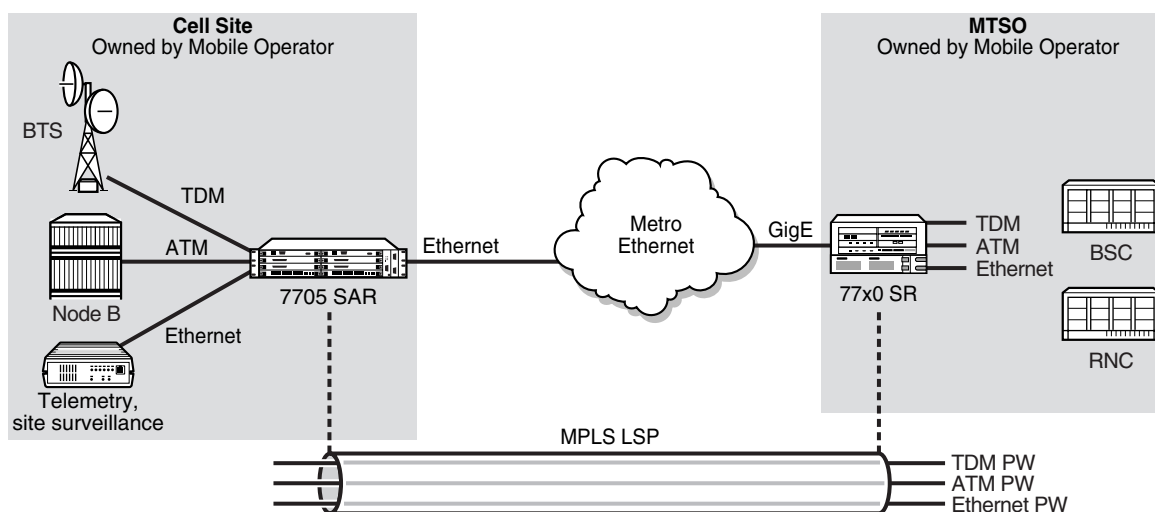 Cell Site
Owned by Mobile Operator
MTSO
Owned by Mobile Operator
BTS
TDM
ATM
Node B
Ethernet
Telemetry,
site surveillance
7705 SAR
Ethernet
Metro
Ethernet
GigE
77x0 SR
TDM
ATM
Ethernet
BSC
RNC
MPLS LSP
TDM PW
ATM PW
Ethernet PW